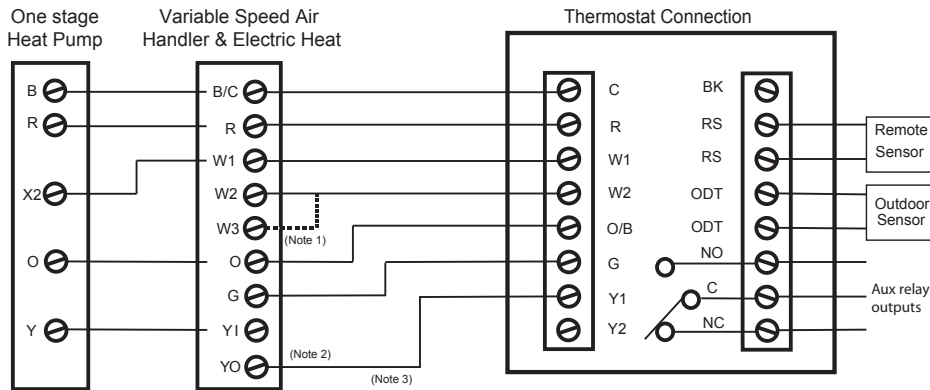 One stage
Heat Pump
Variable Speed Air
Handler & Electric Heat
Thermostat Connection
B
R
X2
O
Y
B/C
R
W1
W2
W3
O
G
YI
YO
(Note 1)
(Note 2)
(Note 3)
C
R
W1
W2
O/B
G
Y1
Y2
BK
RS
RS
ODT
ODT
NO
C
NC
Remote
Sensor
Outdoor
Sensor
Aux relay
outputs